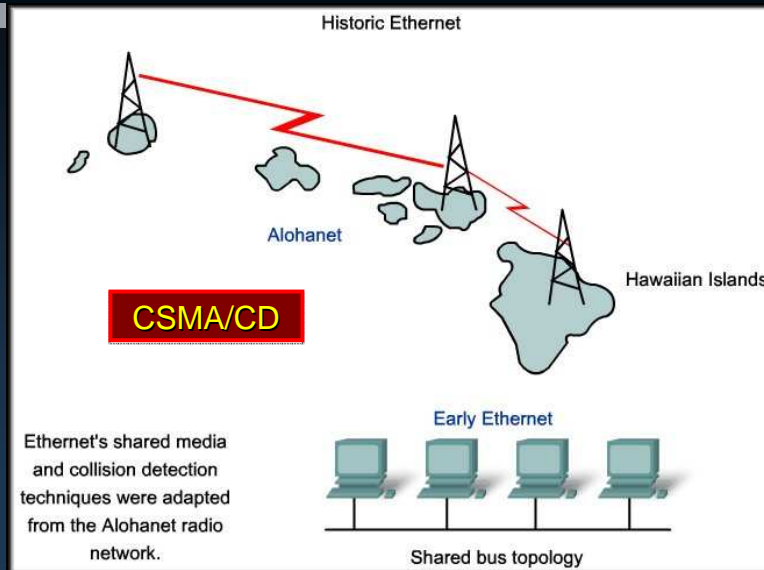 Historic Ethernet
Alohanet
Hawaiian Islands
CSMA/CD
Early Ethernet
Ethernet's shared media
and collision detection
techniques were adapted
from the Alohanet radio
network.
Shared bus topology